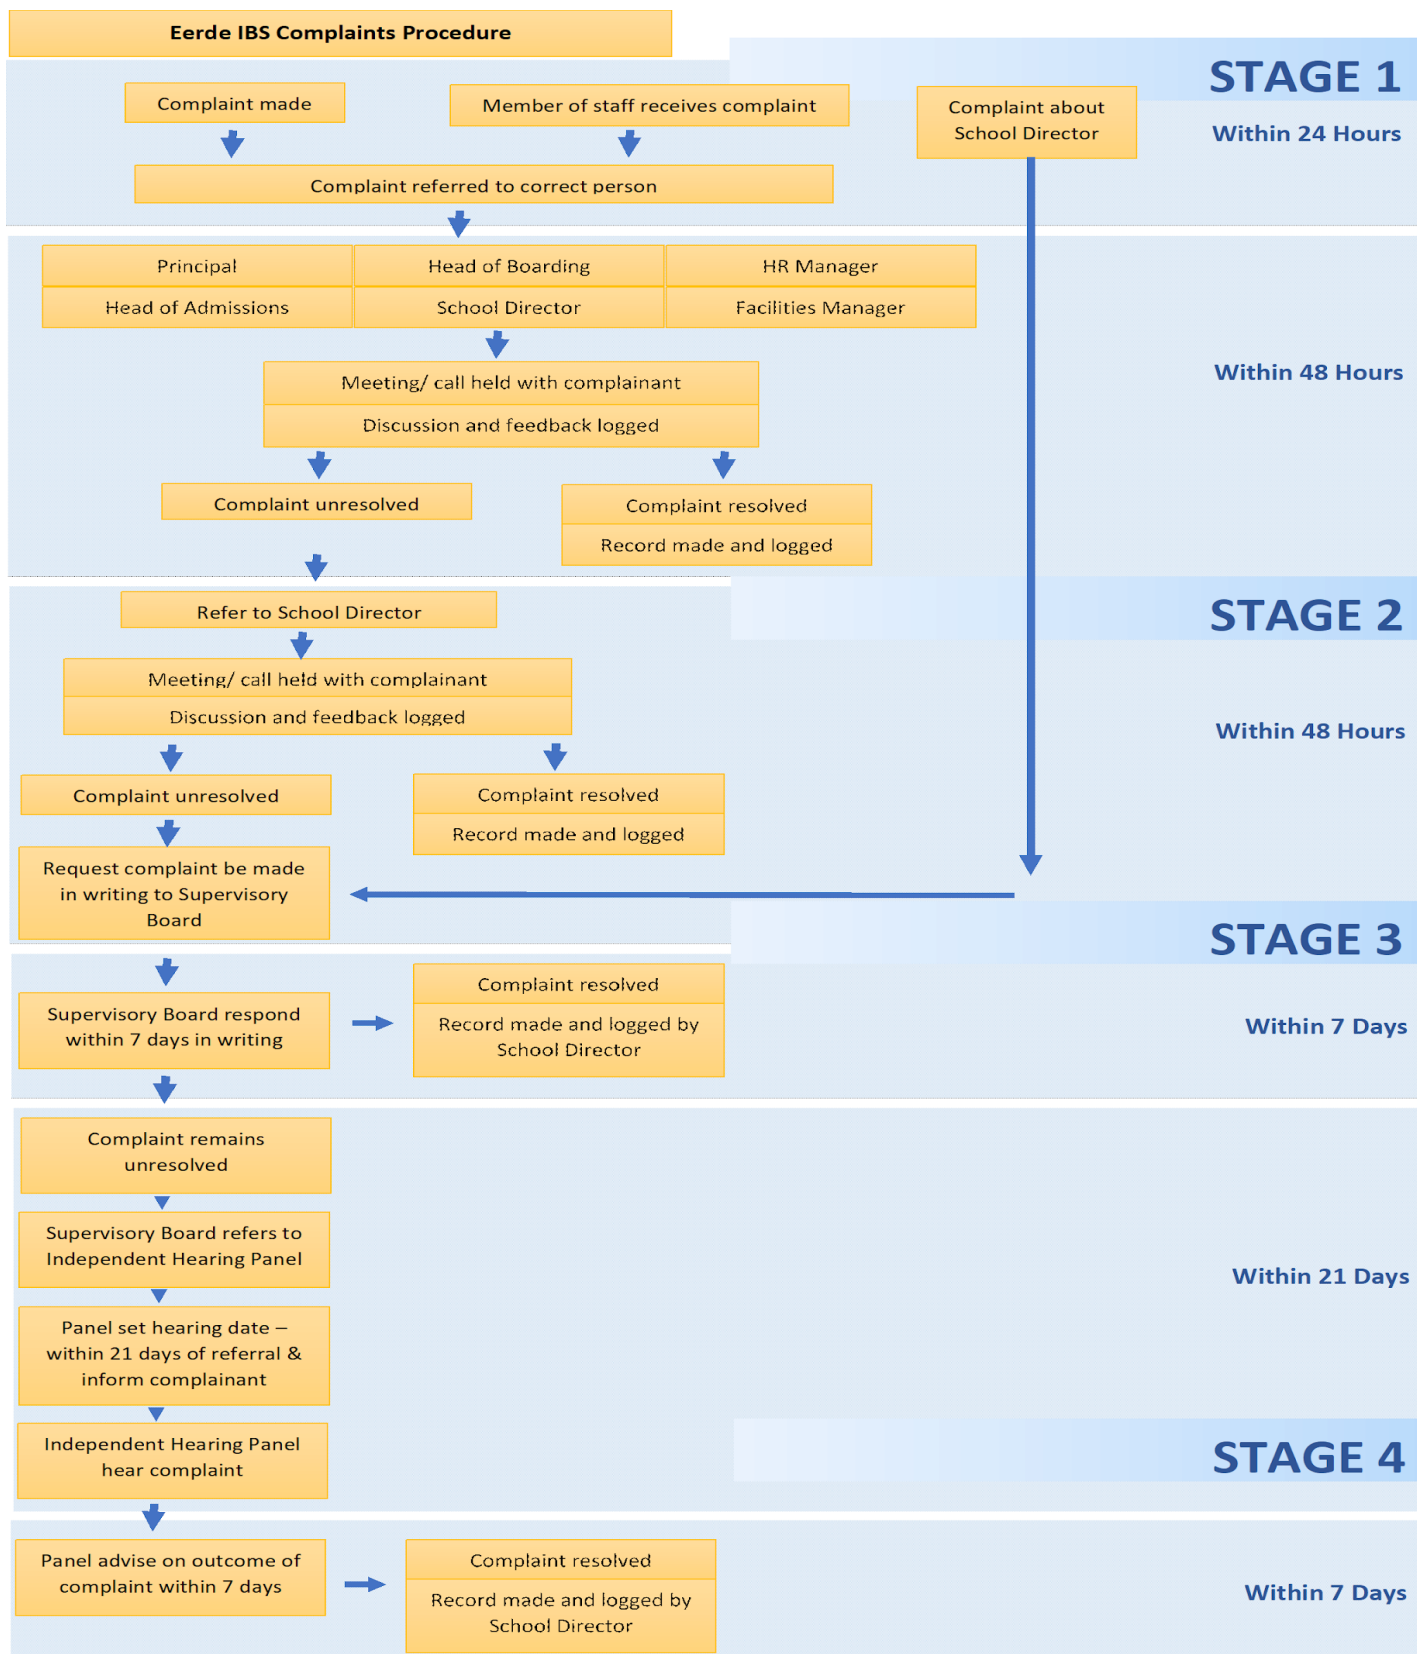 Eerde IBS Complaints Procedure
STAGE 1
Complaint made
Member of staff receives complaint
Complaint about
School Director
Within 24 Hours
Complaint referred to correct person
Principal
Head of Boarding
HR Manager
Head of Admissions
School Director
Facilities Manager
Within 48 Hours
Meeting/ call held with complainant
Discussion and feedback logged
Complaint unresolved
Complaint resolved
Record made and logged
STAGE 2
Refer to School Director
Meeting/ call held with complainant
Discussion and feedback logged
Within 48 Hours
Complaint unresolved
Complaint resolved
Record made and logged
Request complaint be made
in writing to Supervisory
Board
STAGE 3
Supervisory Board respond
within 7 days in writing
Complaint resolved
Record made and logged by
School Director
Within 7 Days
Complaint remains
unresolved
Supervisory Board refers to
Independent Hearing Panel
Within 21 Days
Panel set hearing date –
within 21 days of referral &
inform complainant
Independent Hearing Panel
hear complaint
STAGE 4
Panel advise on outcome of
complaint within 7 days
Complaint resolved
Record made and logged by
School Director
Within 7 Days